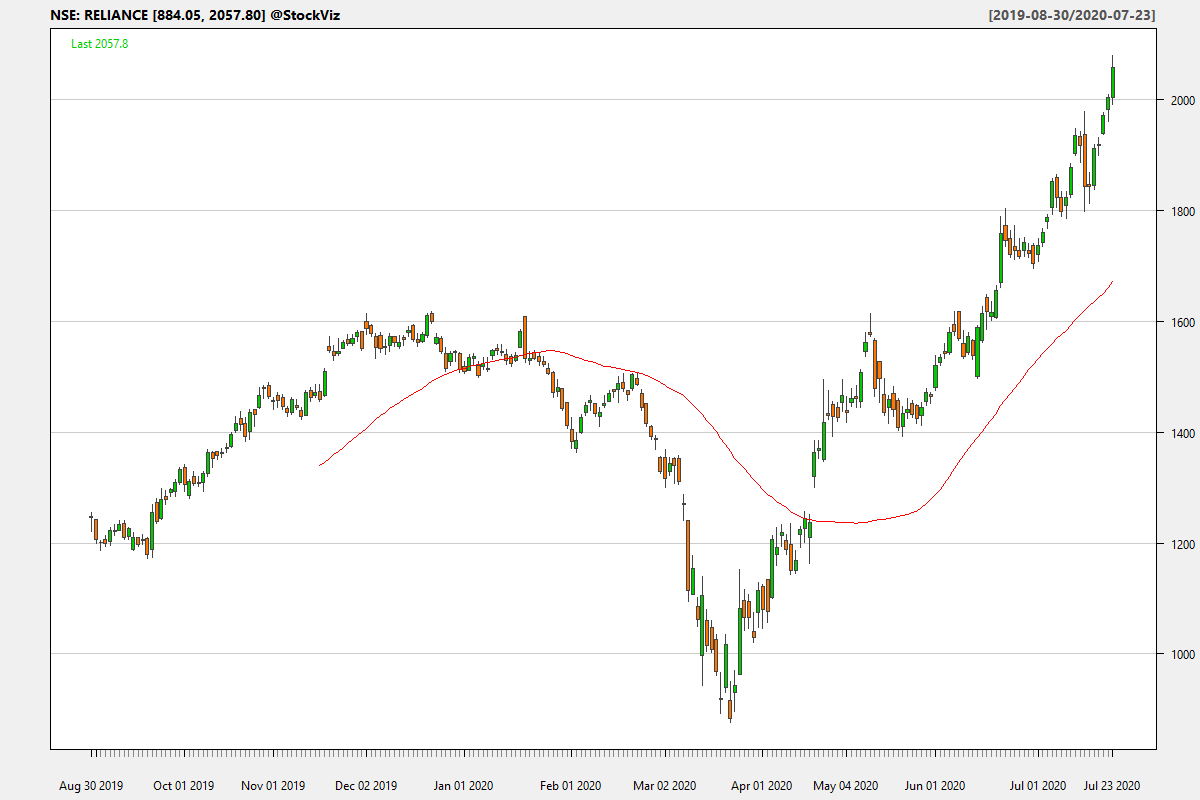 NSE: RELIANCE [884.05, 2057.80] @StockViz
[2019-08-30/2020-07-23]
Last 2057.8
2000
1800
1600
1400
1200
1000
Aug 30 2019 Oct 01 2019 Nov 01 2019 Dec 02 2019 Jan 01 2020 Feb 01 2020 Mar 02 2020 Apr 01 2020 May 04 2020 Jun 01 2020 Jul 01 2020 Jul 23 2020